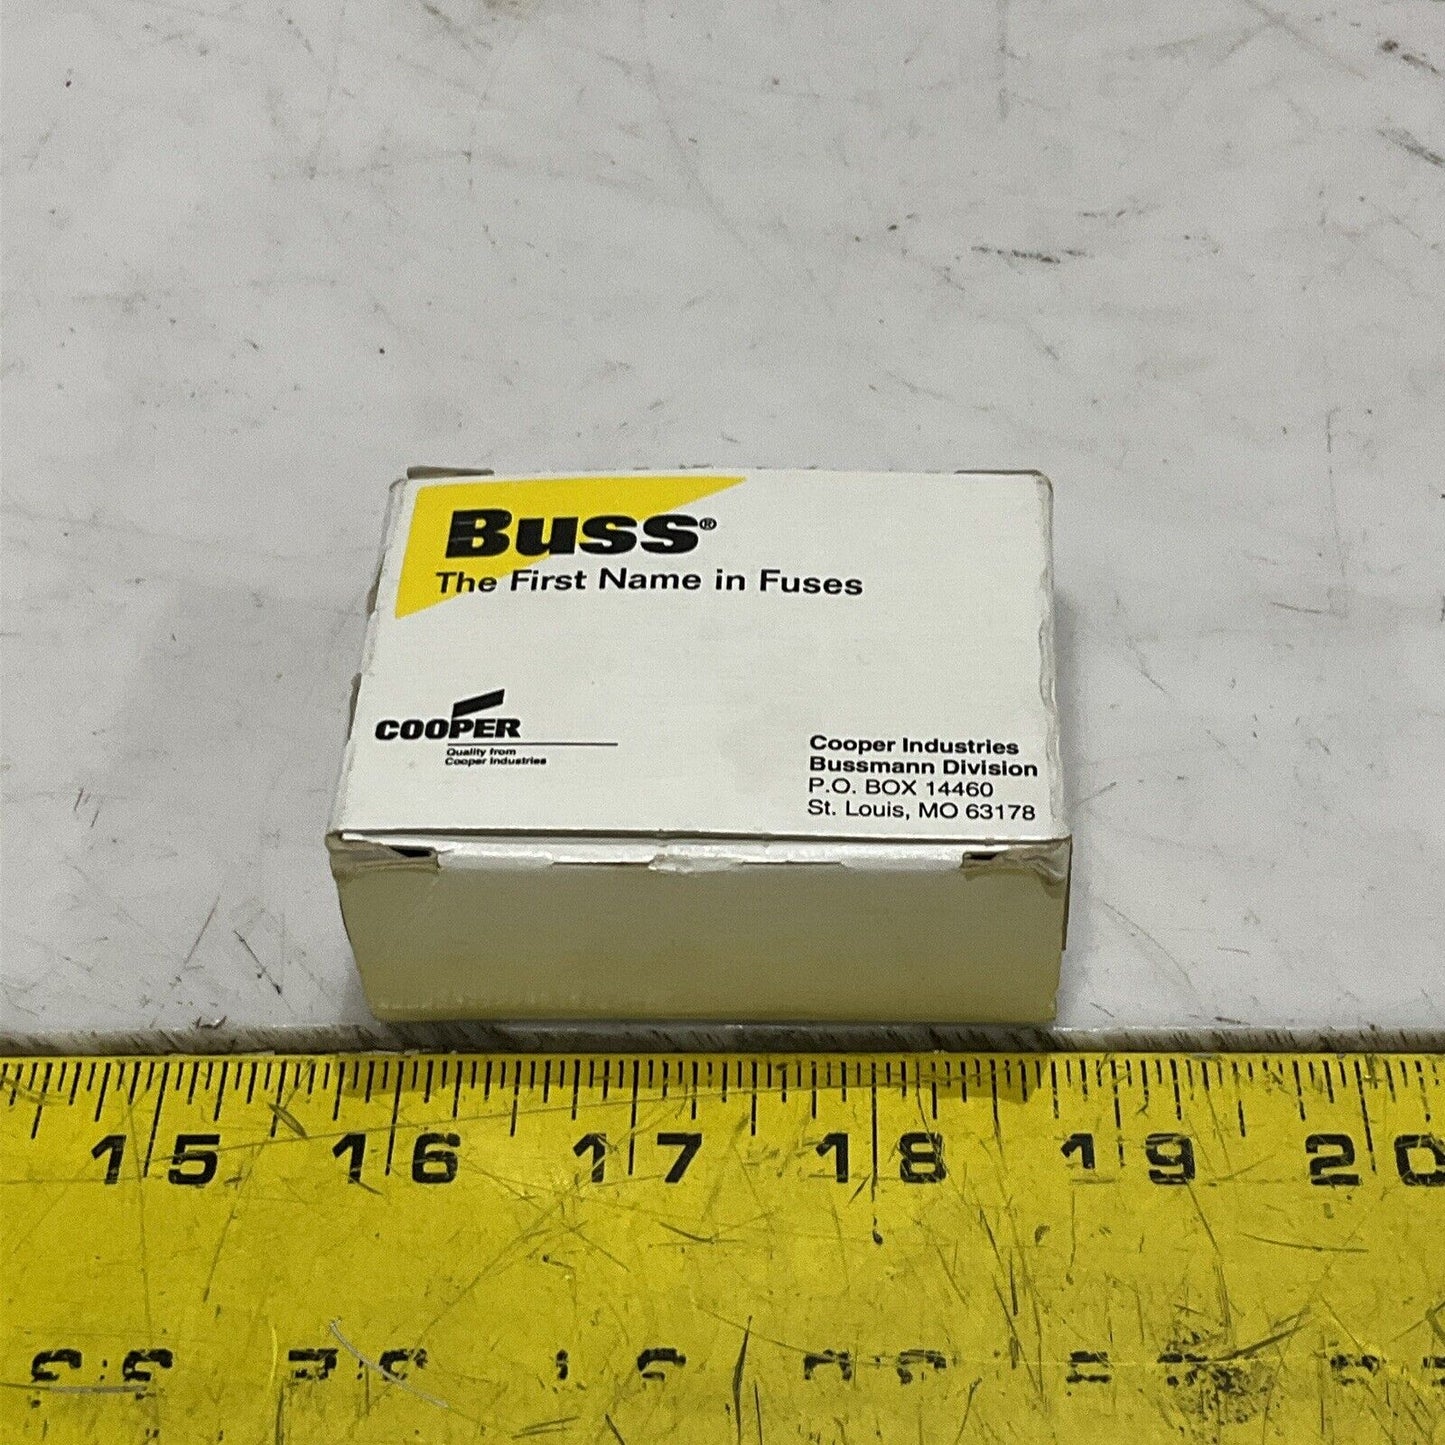 Buss®
The First Name in Fuses
COOPER
Quality from
Cooper Industries
Cooper Industries
Bussmann Division
P.O. BOX 14460
St. Louis, MO 63178
15 16 17 18 19 20